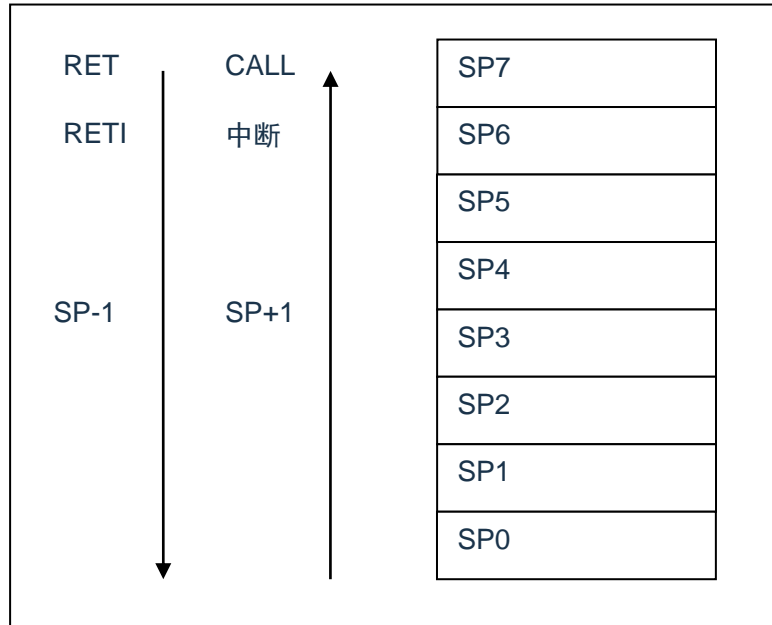 RET CALL SP7
RETI 中断 SP6
SP5
SP4
SP-1 SP+1 SP3
SP2
SP1
SP0